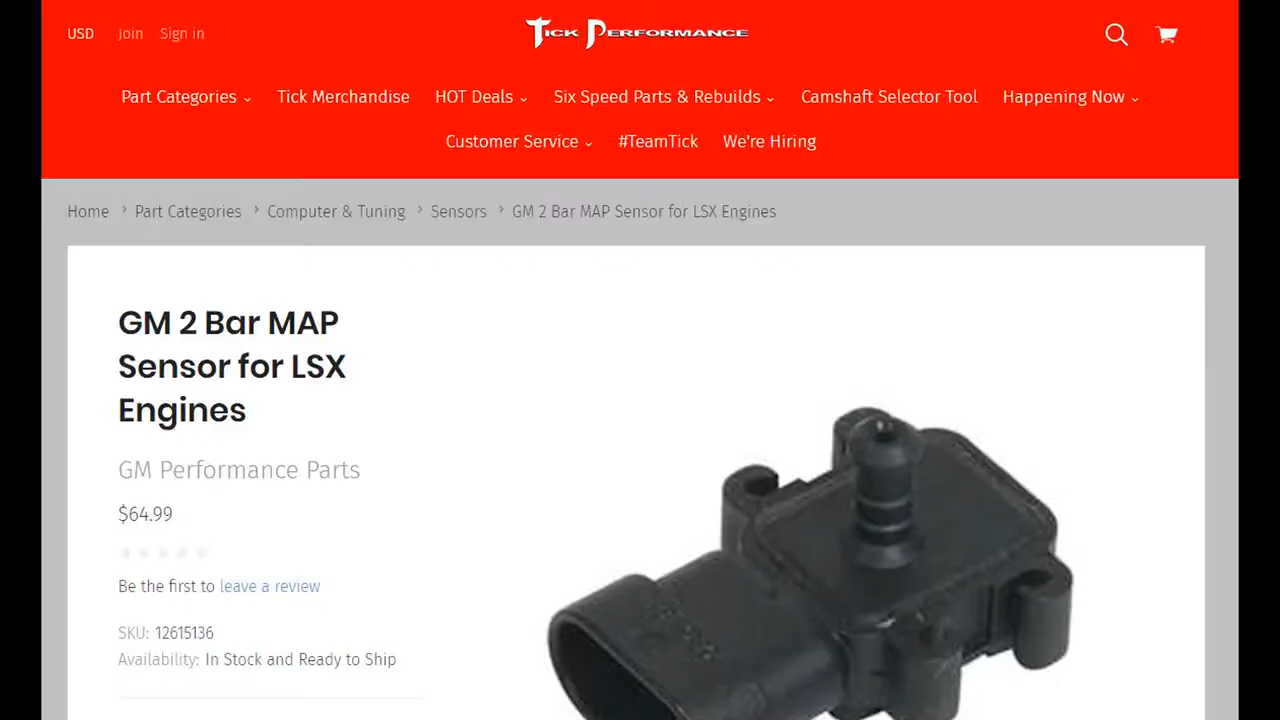 USD Join Sign in
TICK PERFORMANCE
Part Categories Tick Merchandise HOT Deals Six Speed Parts & Rebuilds Camshaft Selector Tool Happening Now
Customer Service #TeamTick We're Hiring
Home › Part Categories › Computer & Tuning › Sensors › GM 2 Bar MAP Sensor for LSX Engines
GM 2 Bar MAP
Sensor for LSX
Engines
GM Performance Parts
$64.99
Be the first to leave a review
SKU: 12615136
Availability: In Stock and Ready to Ship